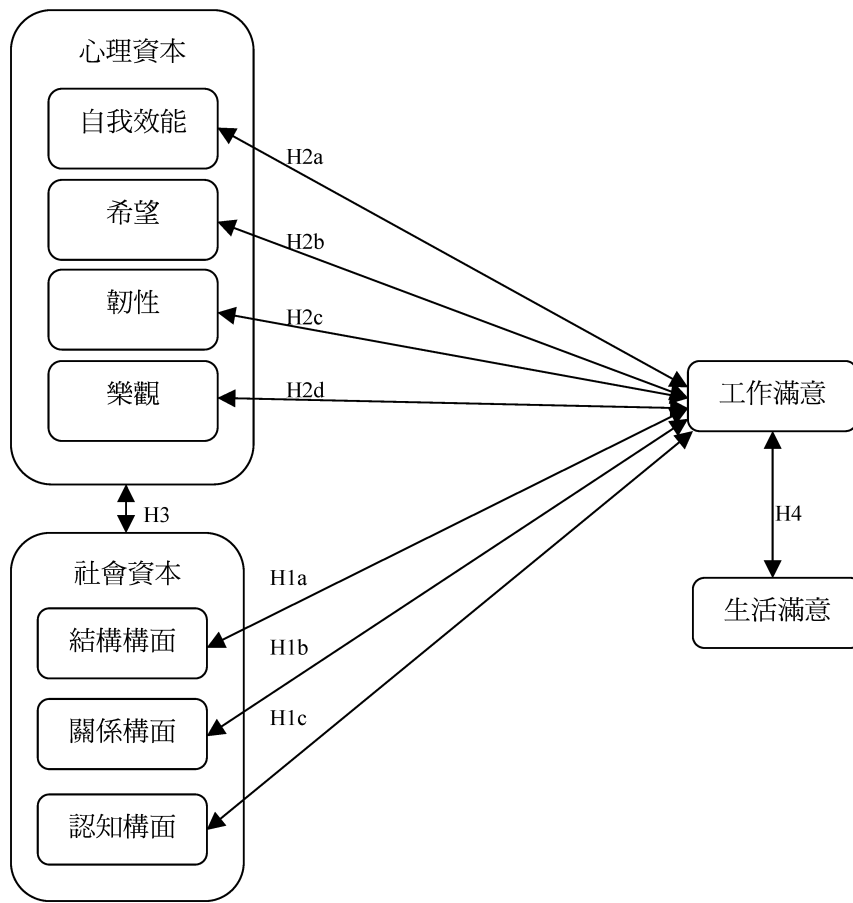 心理資本
自我效能
H2a
希望
H2b
韌性
H2c
樂觀
H2d
工作滿意
H3
H4
社會資本
H1a
結構構面
生活滿意
H1b
關係構面
H1c
認知構面